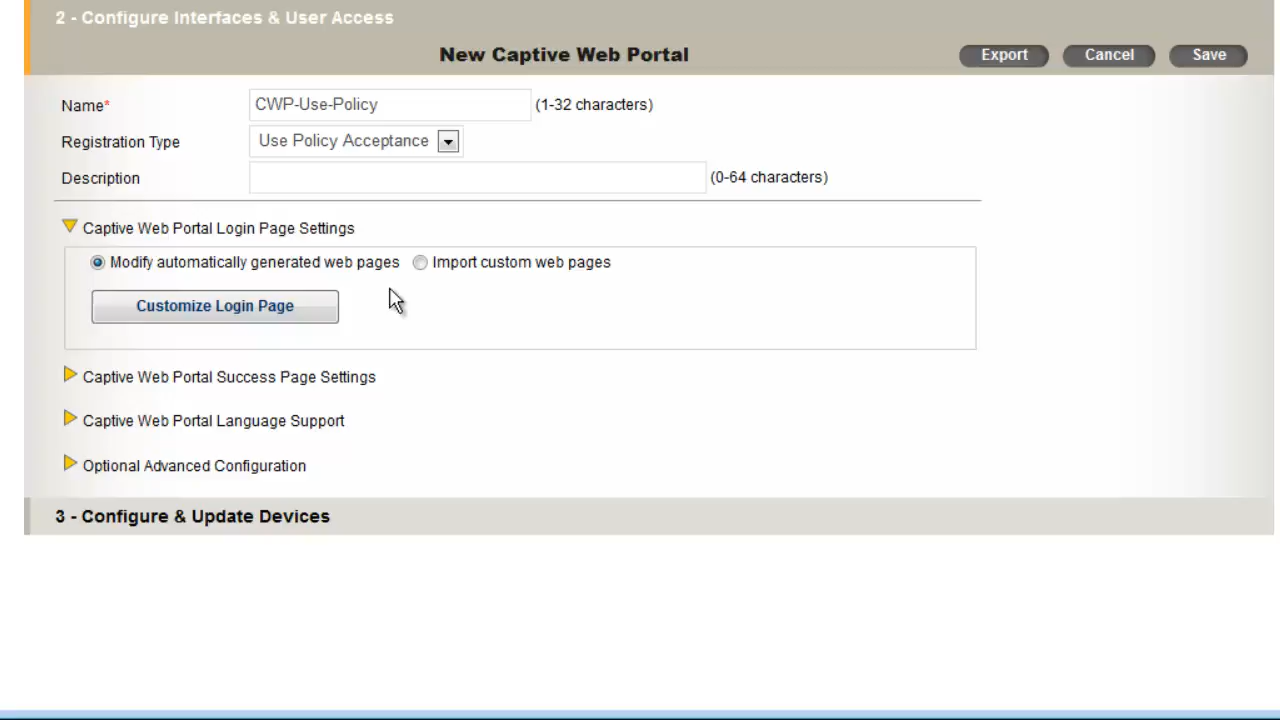 2 - Configure Interfaces & User Access
New Captive Web Portal
Export Cancel Save
Name* CWP-Use-Policy (1-32 characters)
Registration Type Use Policy Acceptance
Description (0-64 characters)
Captive Web Portal Login Page Settings
Modify automatically generated web pages Import custom web pages
Customize Login Page
Captive Web Portal Success Page Settings
Captive Web Portal Language Support
Optional Advanced Configuration
3 - Configure & Update Devices